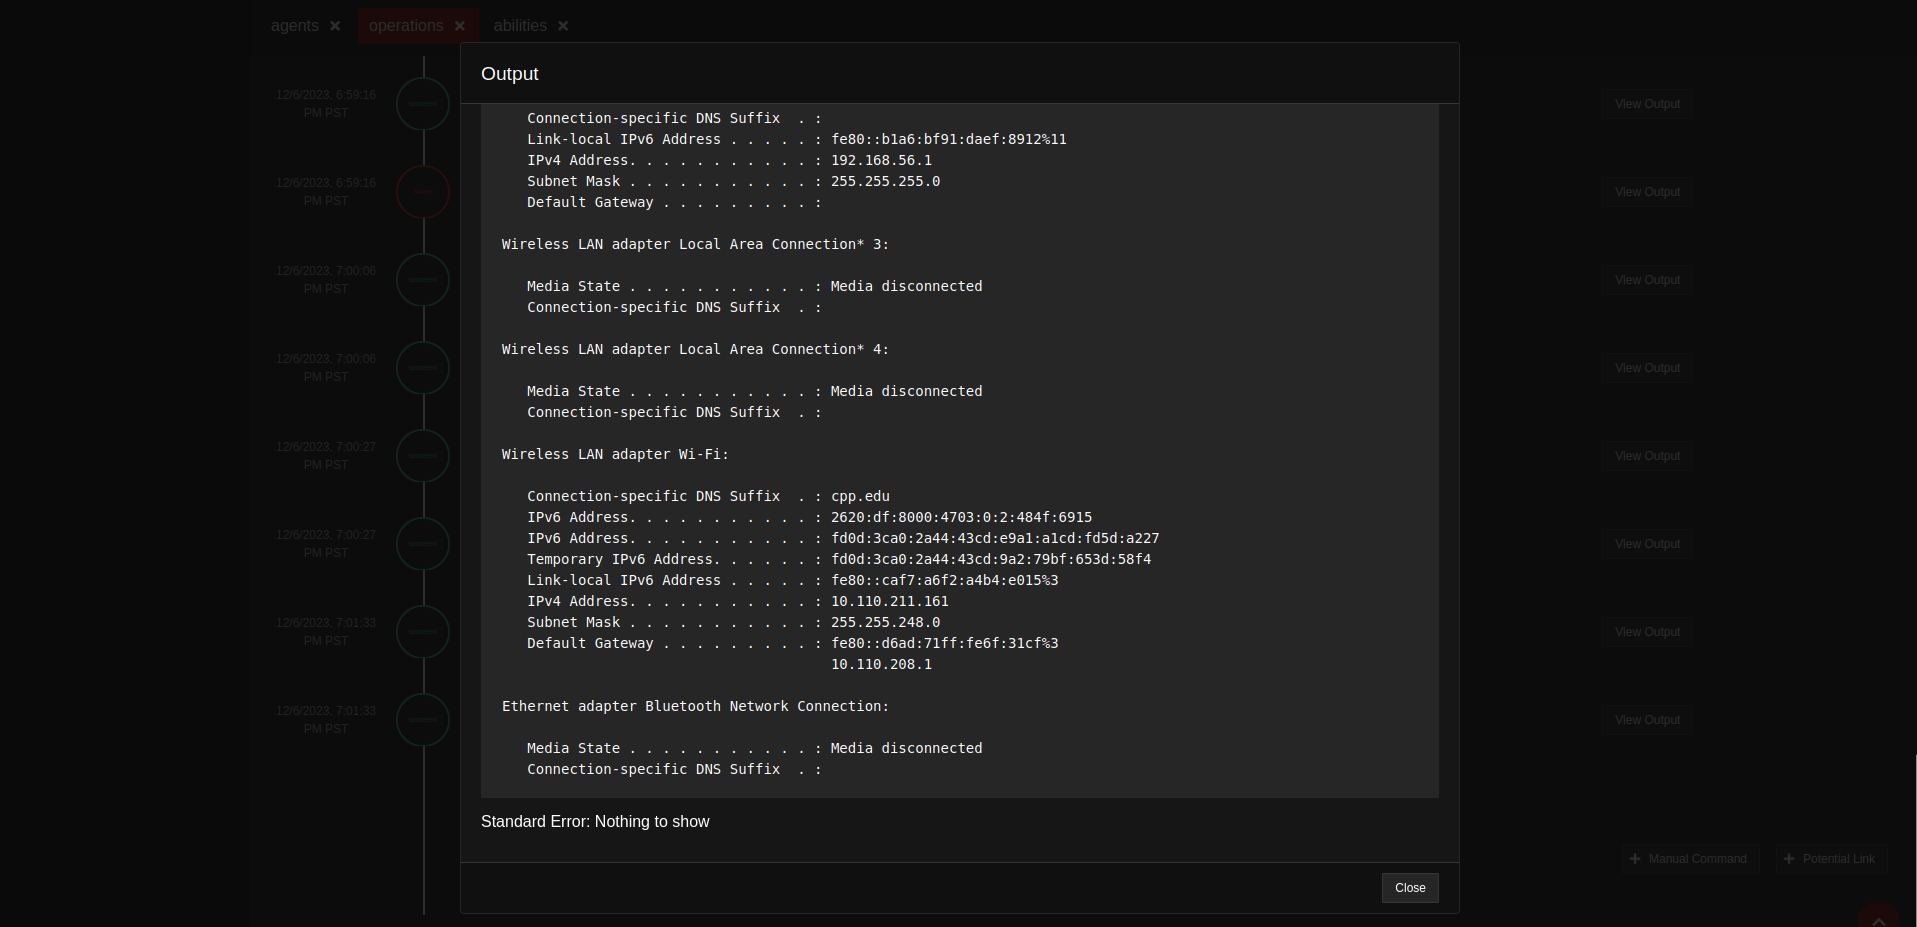 agents operations abilities
Output
12/6/2023, 6:59:16 PM PST
View Output
12/6/2023, 6:59:16 PM PST
View Output
12/6/2023, 7:00:06 PM PST
View Output
12/6/2023, 7:00:06 PM PST
View Output
12/6/2023, 7:00:27 PM PST
View Output
12/6/2023, 7:00:27 PM PST
View Output
12/6/2023, 7:01:33 PM PST
View Output
12/6/2023, 7:01:33 PM PST
View Output
Connection-specific DNS Suffix  . :
Link-local IPv6 Address . . . . . : fe80::b1a6:bf91:daef:8912%11
IPv4 Address. . . . . . . . . . . : 192.168.56.1
Subnet Mask . . . . . . . . . . . : 255.255.255.0
Default Gateway . . . . . . . . . :
Wireless LAN adapter Local Area Connection* 3:
Media State . . . . . . . . . . . : Media disconnected
Connection-specific DNS Suffix  . :
Wireless LAN adapter Local Area Connection* 4:
Media State . . . . . . . . . . . : Media disconnected
Connection-specific DNS Suffix  . :
Wireless LAN adapter Wi-Fi:
Connection-specific DNS Suffix  . : cpp.edu
IPv6 Address. . . . . . . . . . . : 2620:df:8000:4703:0:2:484f:6915
IPv6 Address. . . . . . . . . . . : fd0d:3ca0:2a44:43cd:e9a1:a1cd:fd5d:a227
Temporary IPv6 Address. . . . . . : fd0d:3ca0:2a44:43cd:9a2:79bf:653d:58f4
Link-local IPv6 Address . . . . . : fe80::caf7:a6f2:a4b4:e015%3
IPv4 Address. . . . . . . . . . . : 10.110.211.161
Subnet Mask . . . . . . . . . . . : 255.255.248.0
Default Gateway . . . . . . . . . : fe80::d6ad:71ff:fe6f:31cf%3
10.110.208.1
Ethernet adapter Bluetooth Network Connection:
Media State . . . . . . . . . . . : Media disconnected
Connection-specific DNS Suffix  . :
Standard Error: Nothing to show
Manual Command
Potential Link
Close